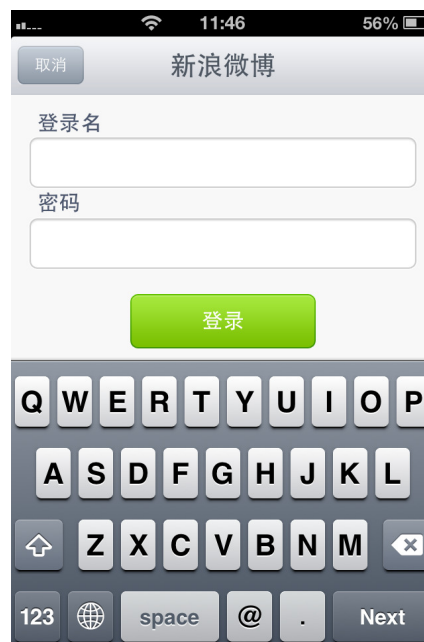 11:46 56%
取消 新浪微博
登录名
密码
登录
Q W E R T Y U I O P
A S D F G H J K L
Z X C V B N M
123 space @ . Next